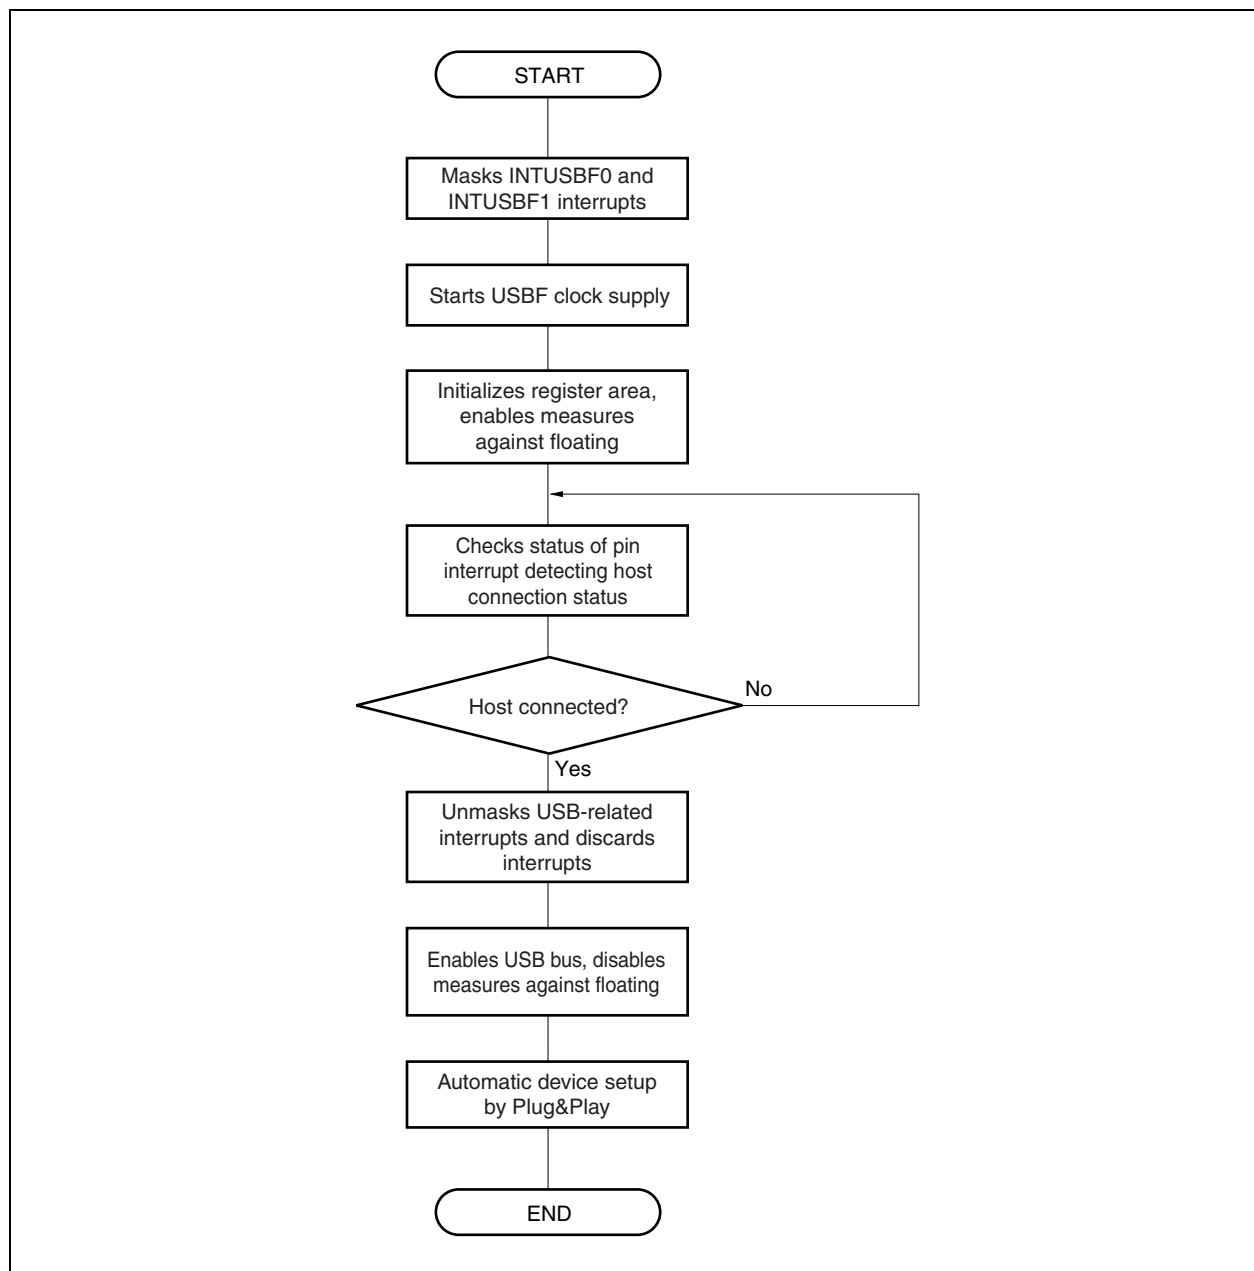 START
Masks INTUSBF0 and
INTUSBF1 interrupts
Starts USBF clock supply
Initializes register area,
enables measures
against floating
Checks status of pin
interrupt detecting host
connection status
Host connected?
No
Yes
Unmasks USB-related
interrupts and discards
interrupts
Enables USB bus, disables
measures against floating
Automatic device setup
by Plug&Play
END